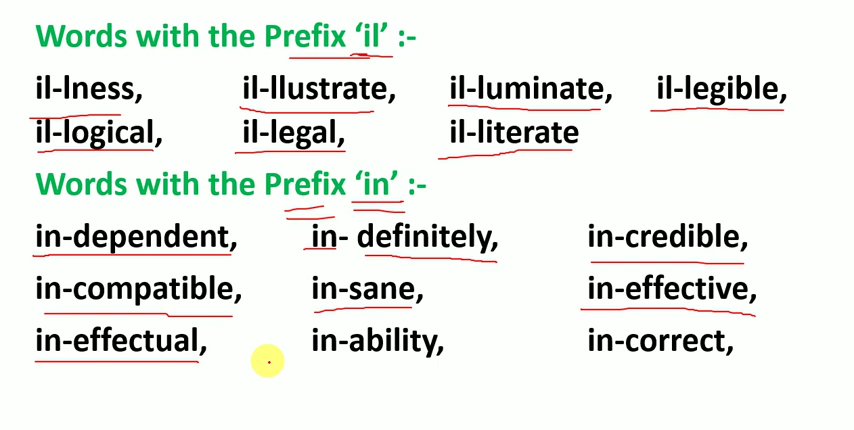 Words with the Prefix ‘il’ :-
il-lness, il-llustrate, il-luminate, il-legible,
il-logical, il-legal, il-literate
Words with the Prefix ‘in’ :-
in-dependent, in- definitely, in-credible,
in-compatible, in-sane, in-effective,
in-effectual, in-ability, in-correct,